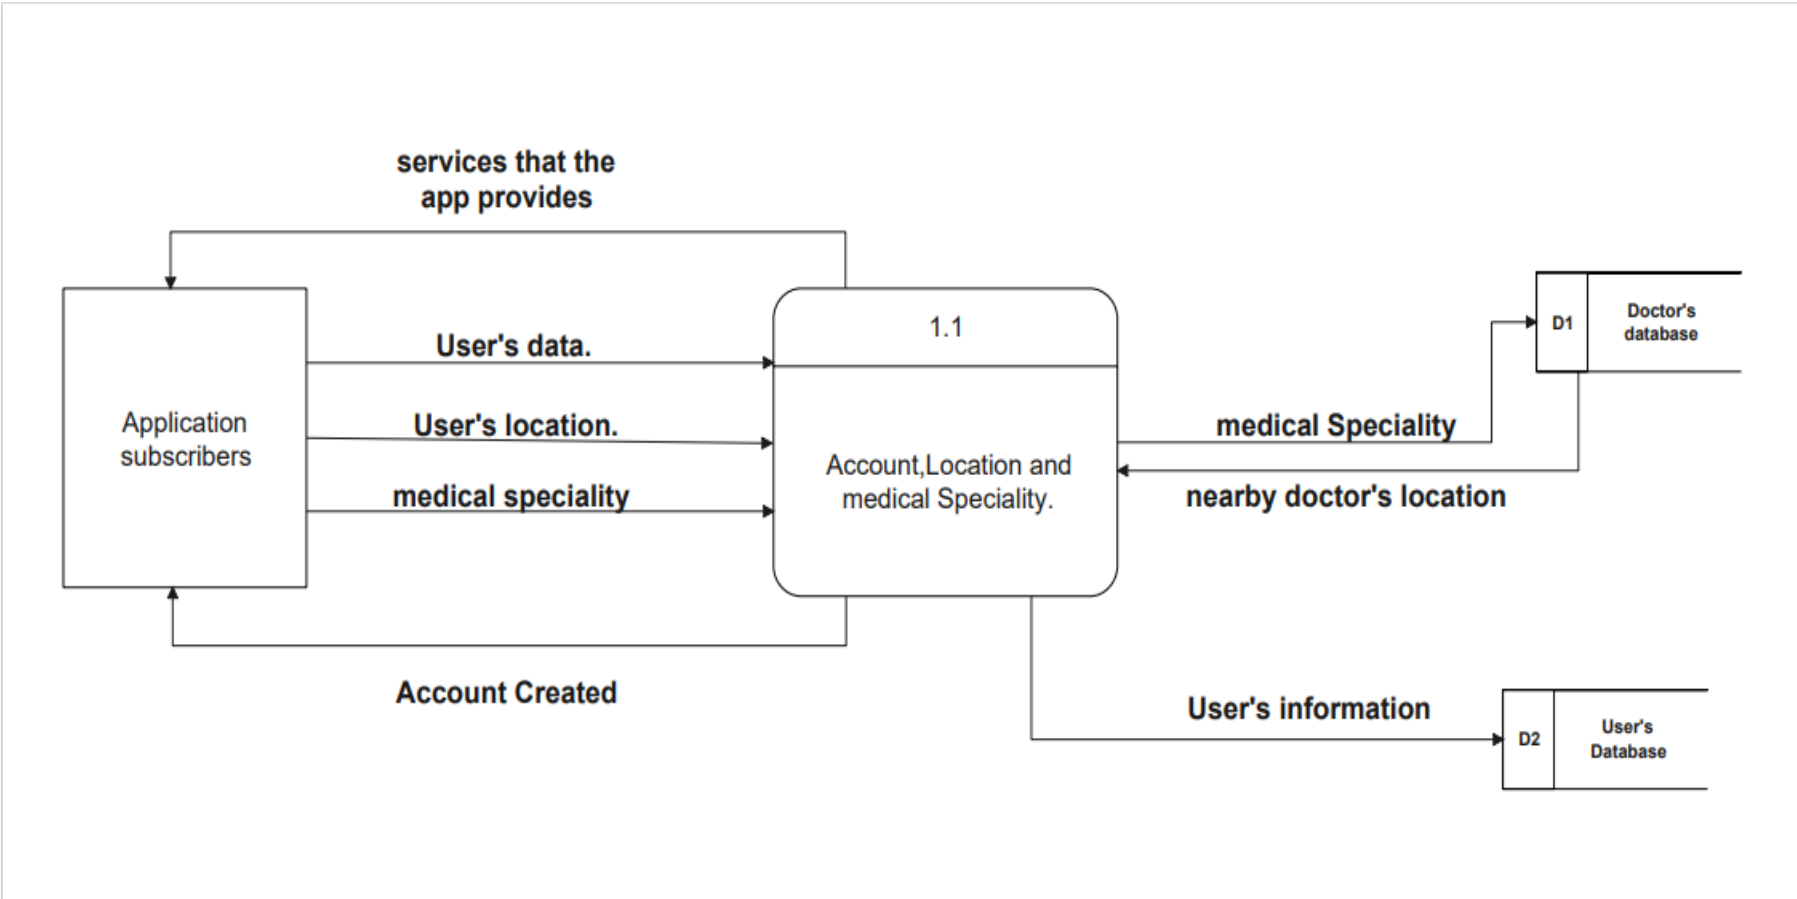 services that the
app provides
User's data.
User's location.
medical speciality
Application
subscribers
1.1
Account,Location and
medical Speciality.
medical Speciality
nearby doctor's location
D1
Doctor's
database
Account Created
User's information
D2
User's
Database